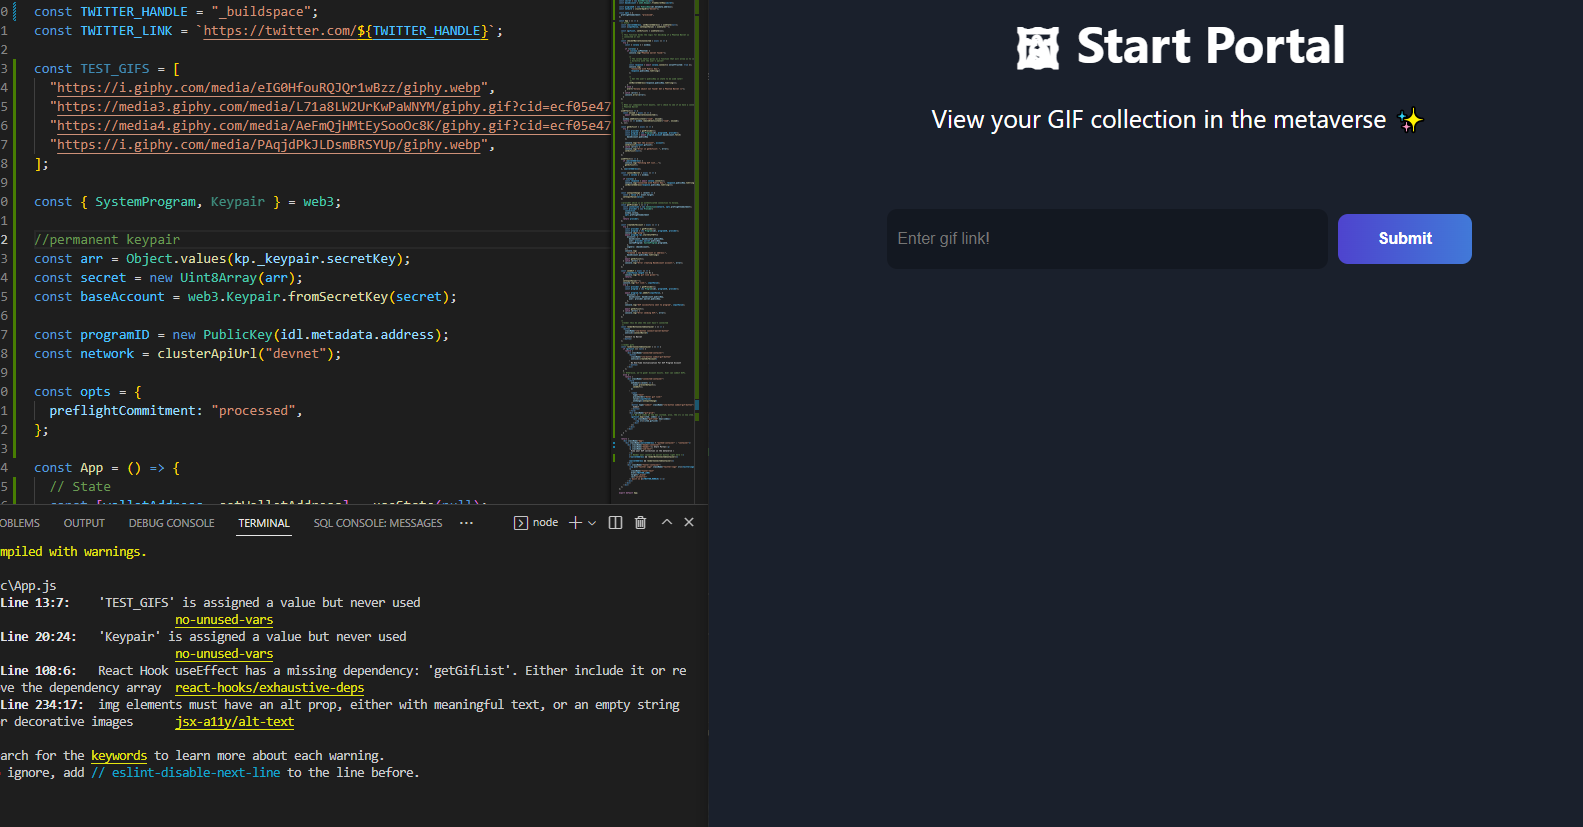 0 const TWITTER_HANDLE = "_buildspace";
1 const TWITTER_LINK = `https://twitter.com/${TWITTER_HANDLE}`;
2
3 const TEST_GIFS = [
4 "https://i.giphy.com/media/eIG0HfouRQJQr1wBzz/giphy.webp",
5 "https://media3.giphy.com/media/L71a8LW2UrKwPaWNYM/giphy.gif?cid=ecf05e47
6 "https://media4.giphy.com/media/AeFmQjHMtEySooOc8K/giphy.gif?cid=ecf05e47
7 "https://i.giphy.com/media/PAqjdPkJLDsmBRSYUp/giphy.webp",
8 ];
9
0 const { SystemProgram, Keypair } = web3;
1
2 //permanent keypair
3 const arr = Object.values(kp._keypair.secretKey);
4 const secret = new Uint8Array(arr);
5 const baseAccount = web3.Keypair.fromSecretKey(secret);
6
7 const programID = new PublicKey(idl.metadata.address);
8 const network = clusterApiUrl("devnet");
9
0 const opts = {
1 preflightCommitment: "processed",
2 };
3
4 const App = () => {
5 // State
OBLEMS OUTPUT DEBUG CONSOLE TERMINAL SQL CONSOLE: MESSAGES ··· node
mpiled with warnings.
c\App.js
Line 13:7: 'TEST_GIFS' is assigned a value but never used
no-unused-vars
Line 20:24: 'Keypair' is assigned a value but never used
no-unused-vars
Line 108:6: React Hook useEffect has a missing dependency: 'getGifList'. Either include it or re
ve the dependency array react-hooks/exhaustive-deps
Line 234:17: img elements must have an alt prop, either with meaningful text, or an empty string
r decorative images jsx-a11y/alt-text
arch for the keywords to learn more about each warning.
ignore, add // eslint-disable-next-line to the line before.
Start Portal
View your GIF collection in the metaverse ✨
Enter gif link!
Submit